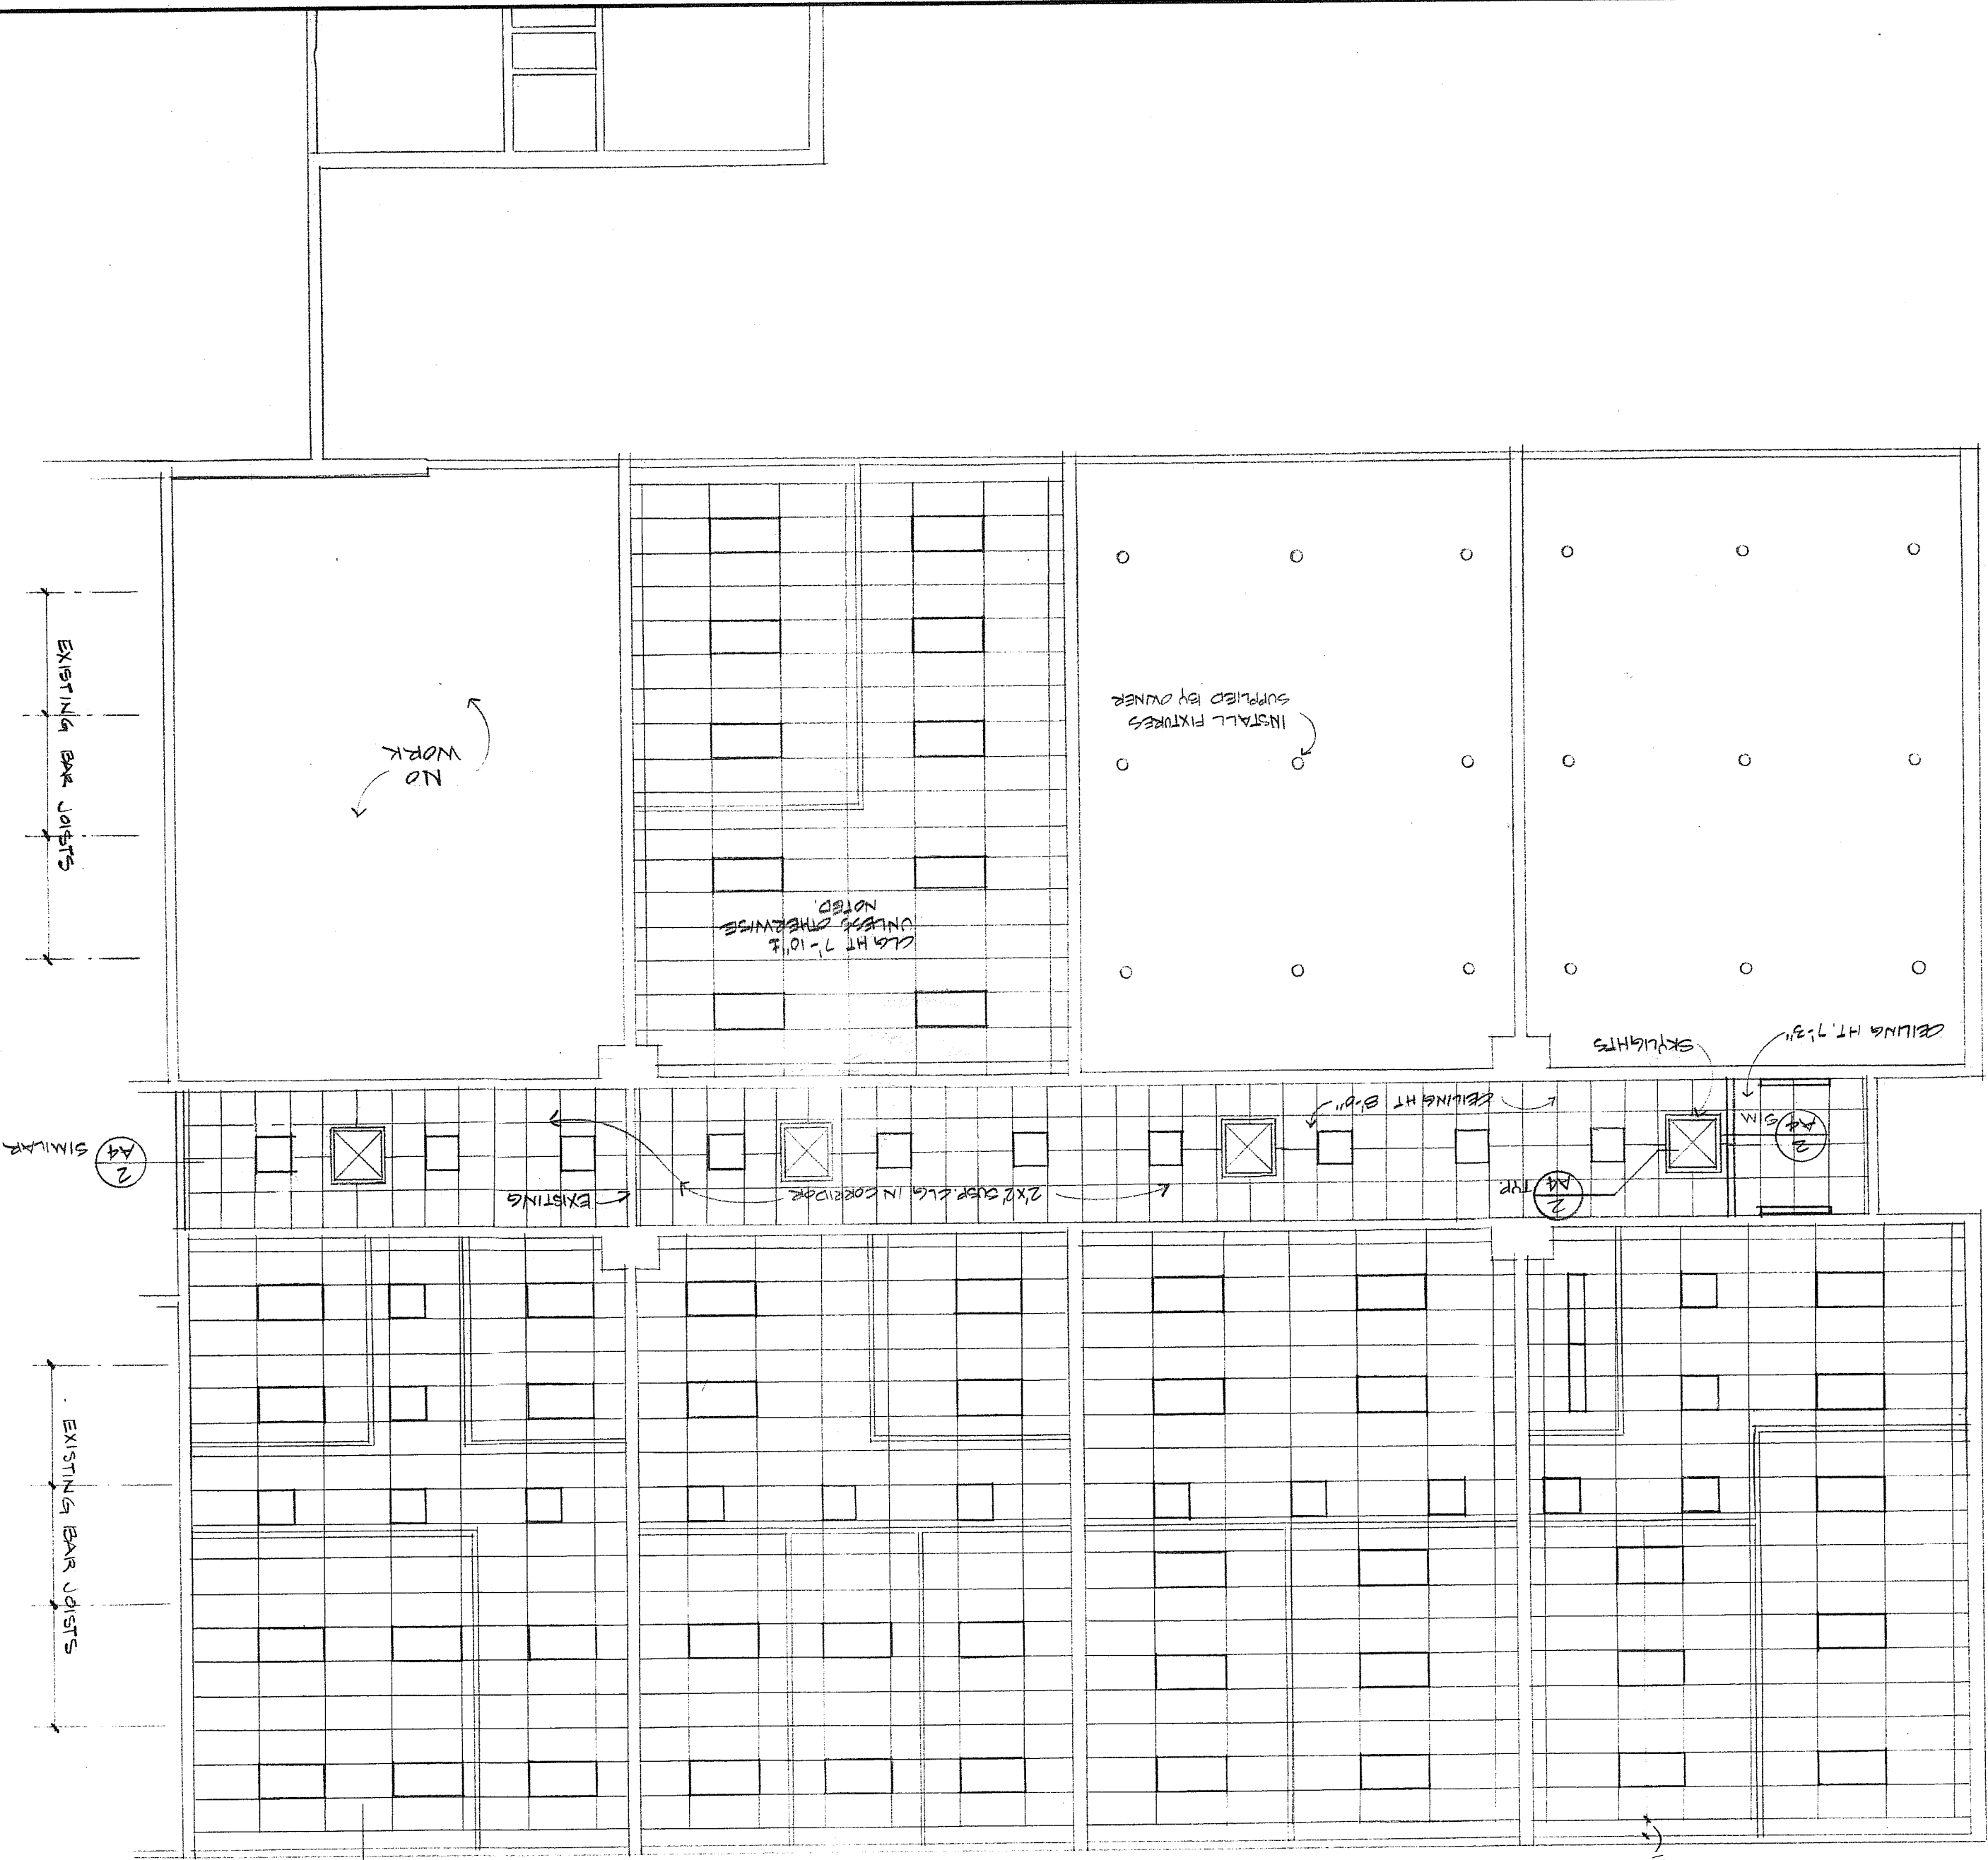 EXISTING BAR JOISTS
NO
WORK
CLG HT 7'-10"±
UNLESS OTHERWISE
NOTED.
INSTALL FIXTURES
SUPPLIED BY OWNER
SKYLIGHTS
CEILING HT. 7'-3"
CEILING HT 8'-0"
2
A4
SIM
2
A4
TYP.
2'X2' SUSP. CLG IN CORRIDOR
EXISTING
2
A4
SIMILAR
EXISTING BAR JOISTS